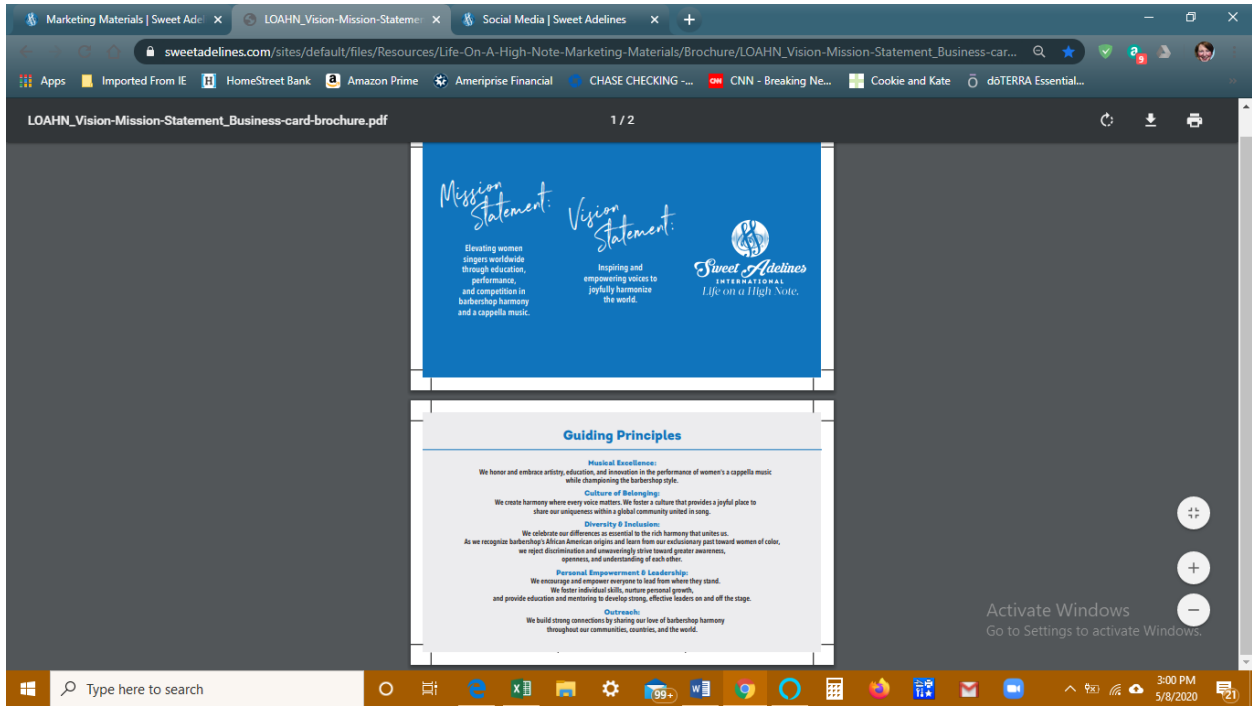 Marketing Materials | Sweet Adel
LOAHN_Vision-Mission-Statemen
Social Media | Sweet Adelines
sweetadelines.com/sites/default/files/Resources/Life-On-A-High-Note-Marketing-Materials/Brochure/LOAHN_Vision-Mission-Statement_Business-car...
9
Apps
Imported From IE
H
HomeStreet Bank
a
Amazon Prime
Ameriprise Financial
CHASE CHECKING -...
CNN
CNN - Breaking Ne...
Cookie and Kate
dōTERRA Essential...
LOAHN_Vision-Mission-Statement_Business-card-brochure.pdf
1 / 2
Mission
Statement:
Elevating women
singers worldwide
through education,
performance,
and competition in
barbershop harmony
and a cappella music.
Vision
Statement:
Inspiring and
empowering voices to
joyfully harmonize
the world.
Sweet Adelines
INTERNATIONAL
Life on a High Note.
Guiding Principles
Musical Excellence:
We honor and embrace artistry, education, and innovation in the performance of women's a cappella music
while championing the barbershop style.
Culture of Belonging:
We create harmony where every voice matters. We foster a culture that provides a joyful place to
share our uniqueness within a global community united in song.
Diversity & Inclusion:
We celebrate our differences as essential to the rich harmony that unites us.
As we recognize barbershop's African American origins and learn from our exclusionary past toward women of color,
we reject discrimination and unwaveringly strive toward greater awareness,
openness, and understanding of each other.
Personal Empowerment & Leadership:
We encourage and empower everyone to lead from where they stand.
We foster individual skills, nurture personal growth,
and provide education and mentoring to develop strong, effective leaders on and off the stage.
Outreach:
We build strong connections by sharing our love of barbershop harmony
throughout our communities, countries, and the world.
Activate Windows
Go to Settings to activate Windows.
Type here to search
99+
3:00 PM
5/8/2020
21